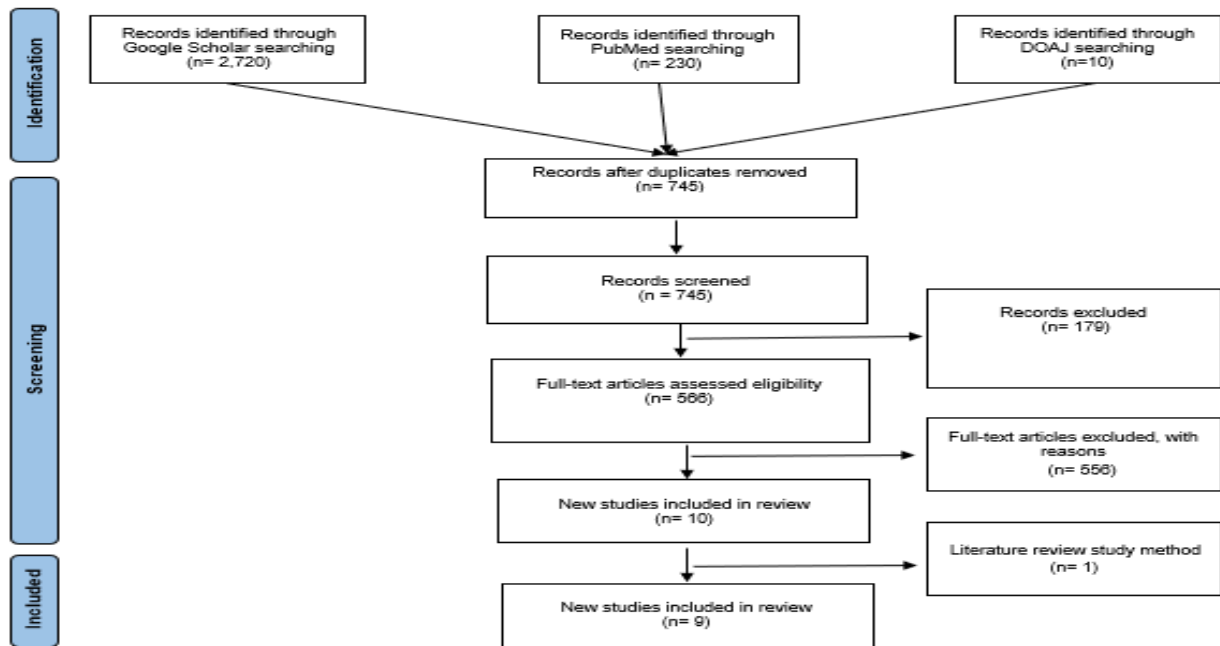 Identification
Records identified through
Google Scholar searching
(n= 2,720)
Records identified through
PubMed searching
(n= 230)
Records identified through
DOAJ searching
(n=10)
Screening
Records after duplicates removed
(n= 745)
Records screened
(n = 745)
Records excluded
(n= 179)
Full-text articles assessed eligibility
(n= 566)
Full-text articles excluded, with
reasons
(n= 556)
New studies included in review
(n= 10)
Literature review study method
(n= 1)
Included
New studies included in review
(n= 9)